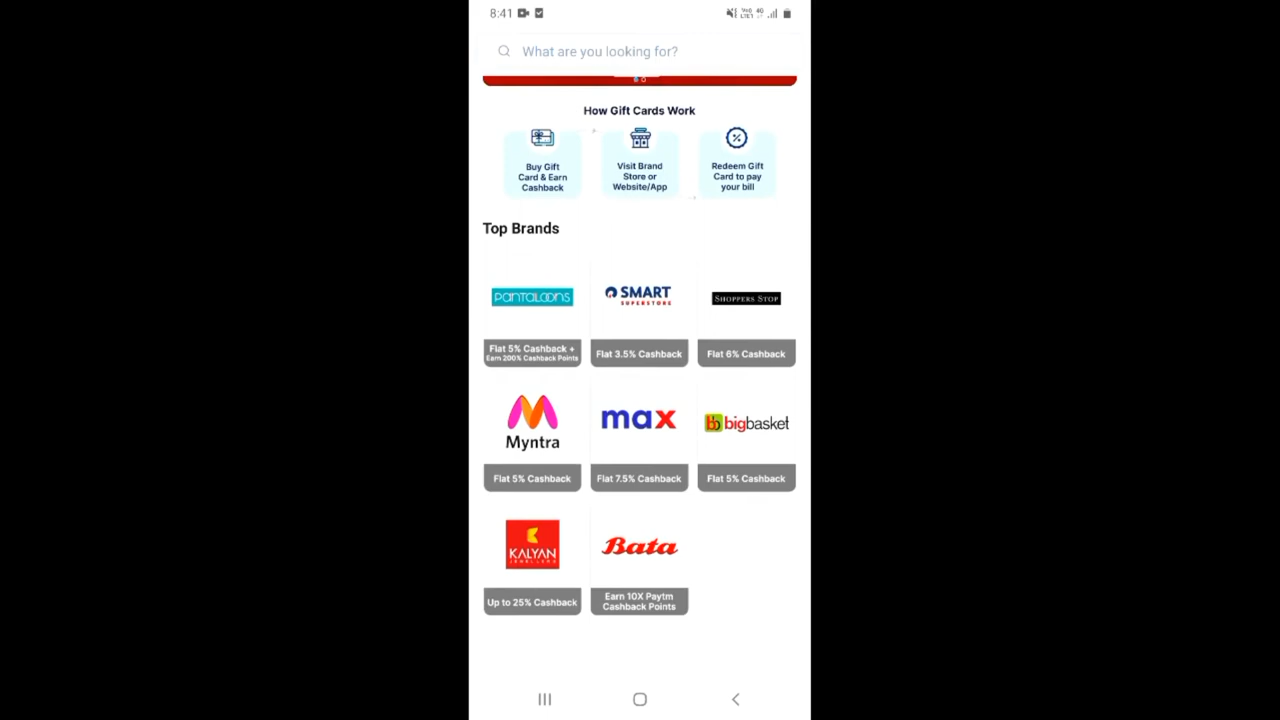 8:41
What are you looking for?
How Gift Cards Work
Buy Gift
Card & Earn
Cashback
Visit Brand
Store or
Website/App
Redeem Gift
Card to pay
your bill
Top Brands
PANTALOONS
SMART
SUPERSTORE
SHOPPERS STOP
Flat 5% Cashback +
Earn 200% Cashback Points
Flat 3.5% Cashback
Flat 6% Cashback
Myntra
max
bb bigbasket
Flat 5% Cashback
Flat 7.5% Cashback
Flat 5% Cashback
KALYAN
JEWELLERS
Bata
Up to 25% Cashback
Earn 10X Paytm
Cashback Points